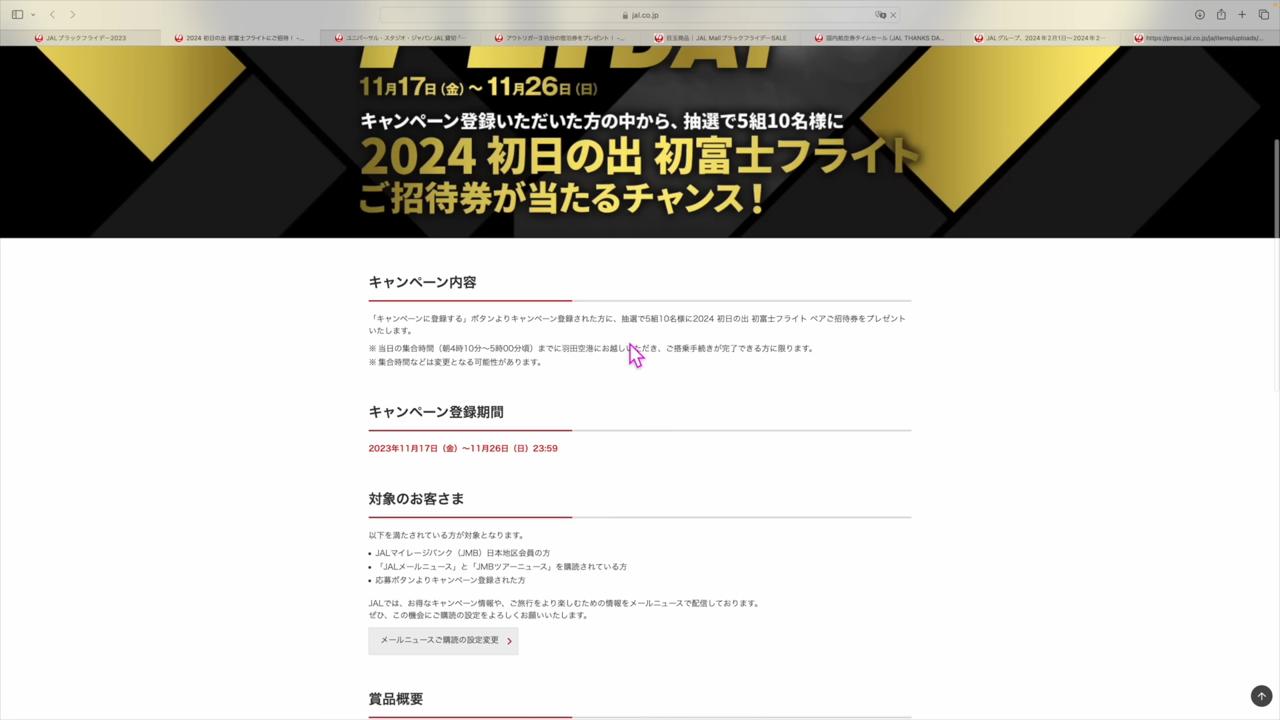 jal.co.jp
JALブラックフライデー2023
2024 初日の出 初富士フライトにご招待！ -...
ユニバーサル・スタジオ・ジャパン JAL 貸切「...
アウトリガー3泊分の宿泊券をプレゼント！ -...
目玉商品｜JAL MallブラックフライデーSALE
国内航空券タイムセール (JAL THANKS DA...
JALグループ、2024年2月1日〜2024年2...
https://press.jal.co.jp/ja/items/uploads/...
11月17日（金）〜 11月26日（日）
キャンペーン登録いただいた方の中から、抽選で5組10名様に
2024 初日の出 初富士フライト
ご招待券が当たるチャンス！
キャンペーン内容
「キャンペーンに登録する」ボタンよりキャンペーン登録された方に、抽選で5組10名様に2024 初日の出 初富士フライト ペアご招待券をプレゼント
いたします。
※ 当日の集合時間（朝4時10分〜5時00分頃）までに羽田空港にお越しいただき、ご搭乗手続きが完了できる方に限ります。
※ 集合時間などは変更となる可能性があります。
キャンペーン登録期間
2023年11月17日（金）〜11月26日（日）23:59
対象のお客さま
以下を満たされている方が対象となります。
• JALマイレージバンク（JMB）日本地区会員の方
• 「JALメールニュース」と「JMBツアーニュース」を購読されている方
• 応募ボタンよりキャンペーン登録された方
JALでは、お得なキャンペーン情報や、ご旅行をより楽しむための情報をメールニュースで配信しております。
ぜひ、この機会にご購読の設定をよろしくお願いいたします。
メールニュースご購読の設定変更
賞品概要